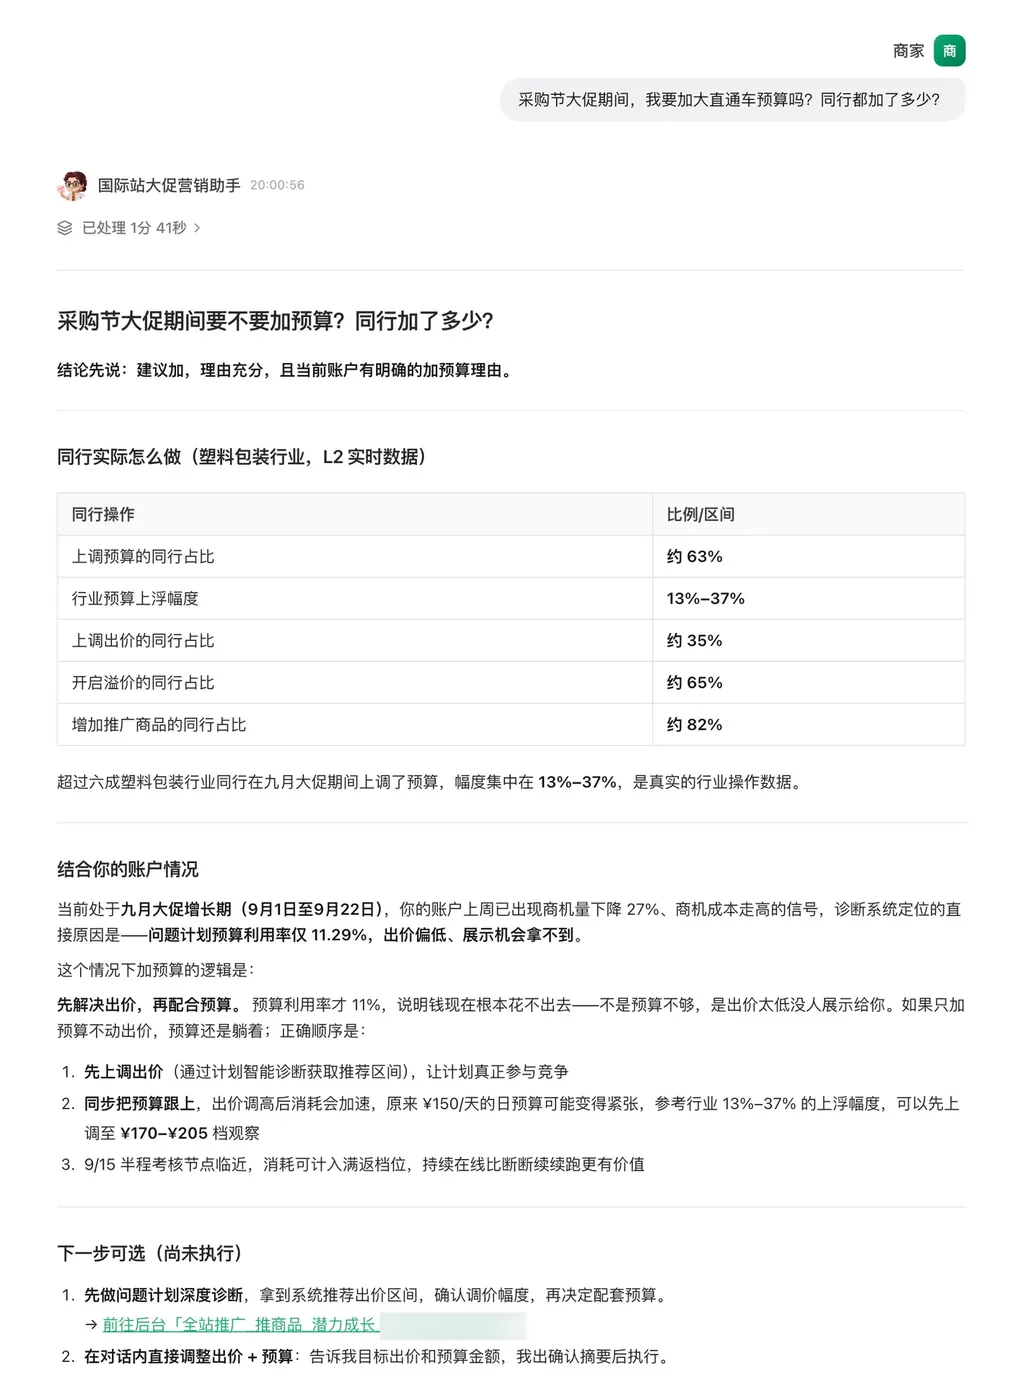 商家 商
采购节大促期间，我要加大直通车预算吗？同行都加了多少？
国际站大促营销助手 20:00:56
已处理 1分 41秒 >
采购节大促期间要不要加预算？同行加了多少？
结论先说：建议加，理由充分，且当前账户有明确的加预算理由。
同行实际怎么做（塑料包装行业，L2 实时数据）
同行操作 比例/区间
上调预算的同行占比 约 63%
行业预算上浮幅度 13%–37%
上调出价的同行占比 约 35%
开启溢价的同行占比 约 65%
增加推广商品的同行占比 约 82%
超过六成塑料包装行业同行在九月大促期间上调了预算，幅度集中在 13%–37%，是真实的行业操作数据。
结合你的账户情况
当前处于九月大促增长期（9月1日至9月22日），你的账户上周已出现商机量下降 27%、商机成本走高的信号，诊断系统定位的直
接原因是——问题计划预算利用率仅 11.29%，出价偏低、展示机会拿不到。
这个情况下加预算的逻辑是：
先解决出价，再配合预算。 预算利用率才 11%，说明钱现在根本花不出去——不是预算不够，是出价太低没人展示给你。如果只加
预算不动出价，预算还是躺着；正确顺序是：
1. 先上调出价（通过计划智能诊断获取推荐区间），让计划真正参与竞争
2. 同步把预算跟上，出价调高后消耗会加速，原来 ¥150/天的日预算可能变得紧张，参考行业 13%–37% 的上浮幅度，可以先上
调至 ¥170–¥205 档观察
3. 9/15 半程考核节点临近，消耗可计入满返档位，持续在线比断断续续跑更有价值
下一步可选（尚未执行）
1. 先做问题计划深度诊断，拿到系统推荐出价区间，确认调价幅度，再决定配套预算。
→ 前往后台「全站推广_推商品_潜力成长_
2. 在对话内直接调整出价 + 预算：告诉我目标出价和预算金额，我出确认摘要后执行。